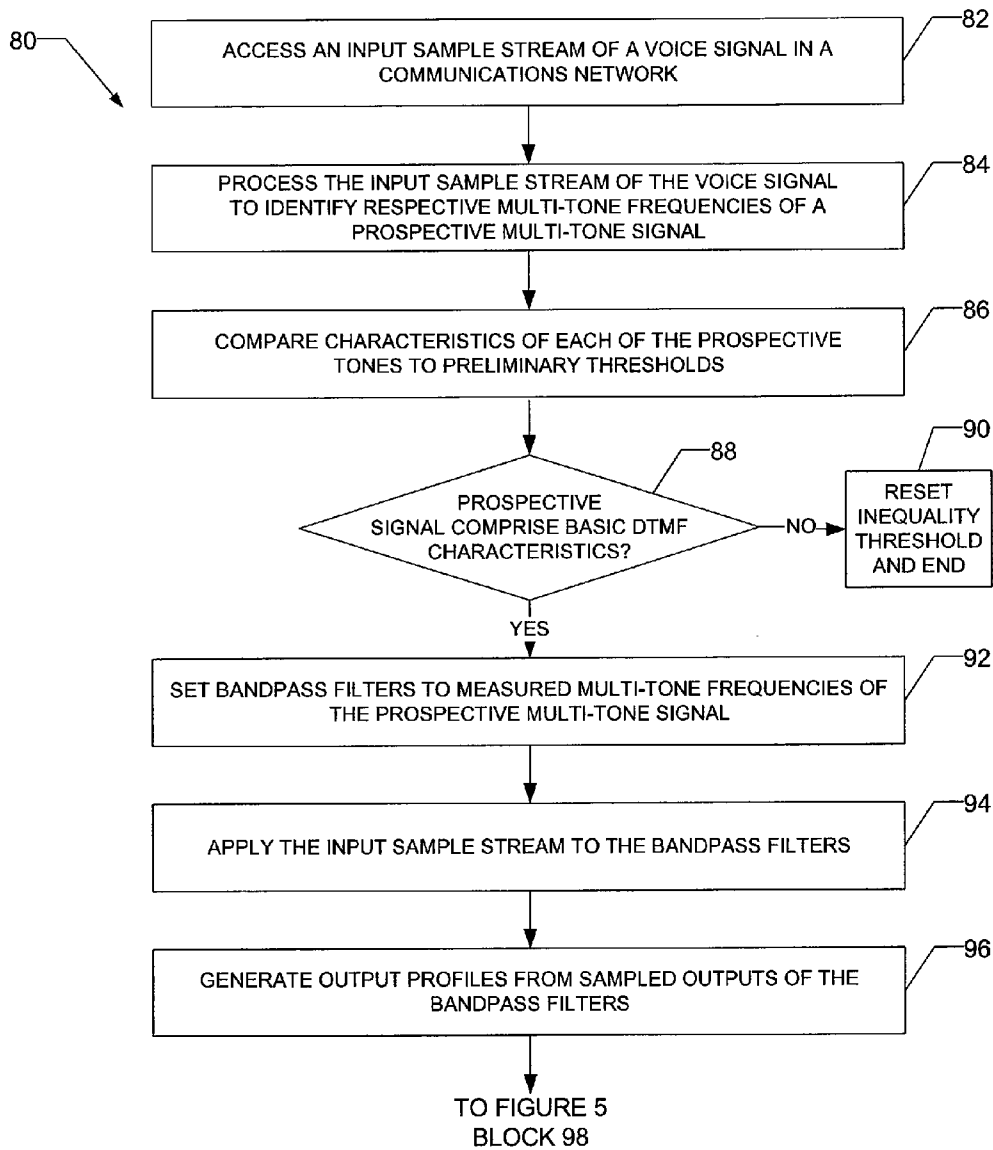 80
82
ACCESS AN INPUT SAMPLE STREAM OF A VOICE SIGNAL IN A
COMMUNICATIONS NETWORK
84
PROCESS THE INPUT SAMPLE STREAM OF THE VOICE SIGNAL
TO IDENTIFY RESPECTIVE MULTI-TONE FREQUENCIES OF A
PROSPECTIVE MULTI-TONE SIGNAL
86
COMPARE CHARACTERISTICS OF EACH OF THE PROSPECTIVE
TONES TO PRELIMINARY THRESHOLDS
88
PROSPECTIVE
SIGNAL COMPRISE BASIC DTMF
CHARACTERISTICS?
NO
90
RESET
INEQUALITY
THRESHOLD
AND END
YES
92
SET BANDPASS FILTERS TO MEASURED MULTI-TONE FREQUENCIES OF
THE PROSPECTIVE MULTI-TONE SIGNAL
94
APPLY THE INPUT SAMPLE STREAM TO THE BANDPASS FILTERS
96
GENERATE OUTPUT PROFILES FROM SAMPLED OUTPUTS OF THE
BANDPASS FILTERS
TO FIGURE 5
BLOCK 98